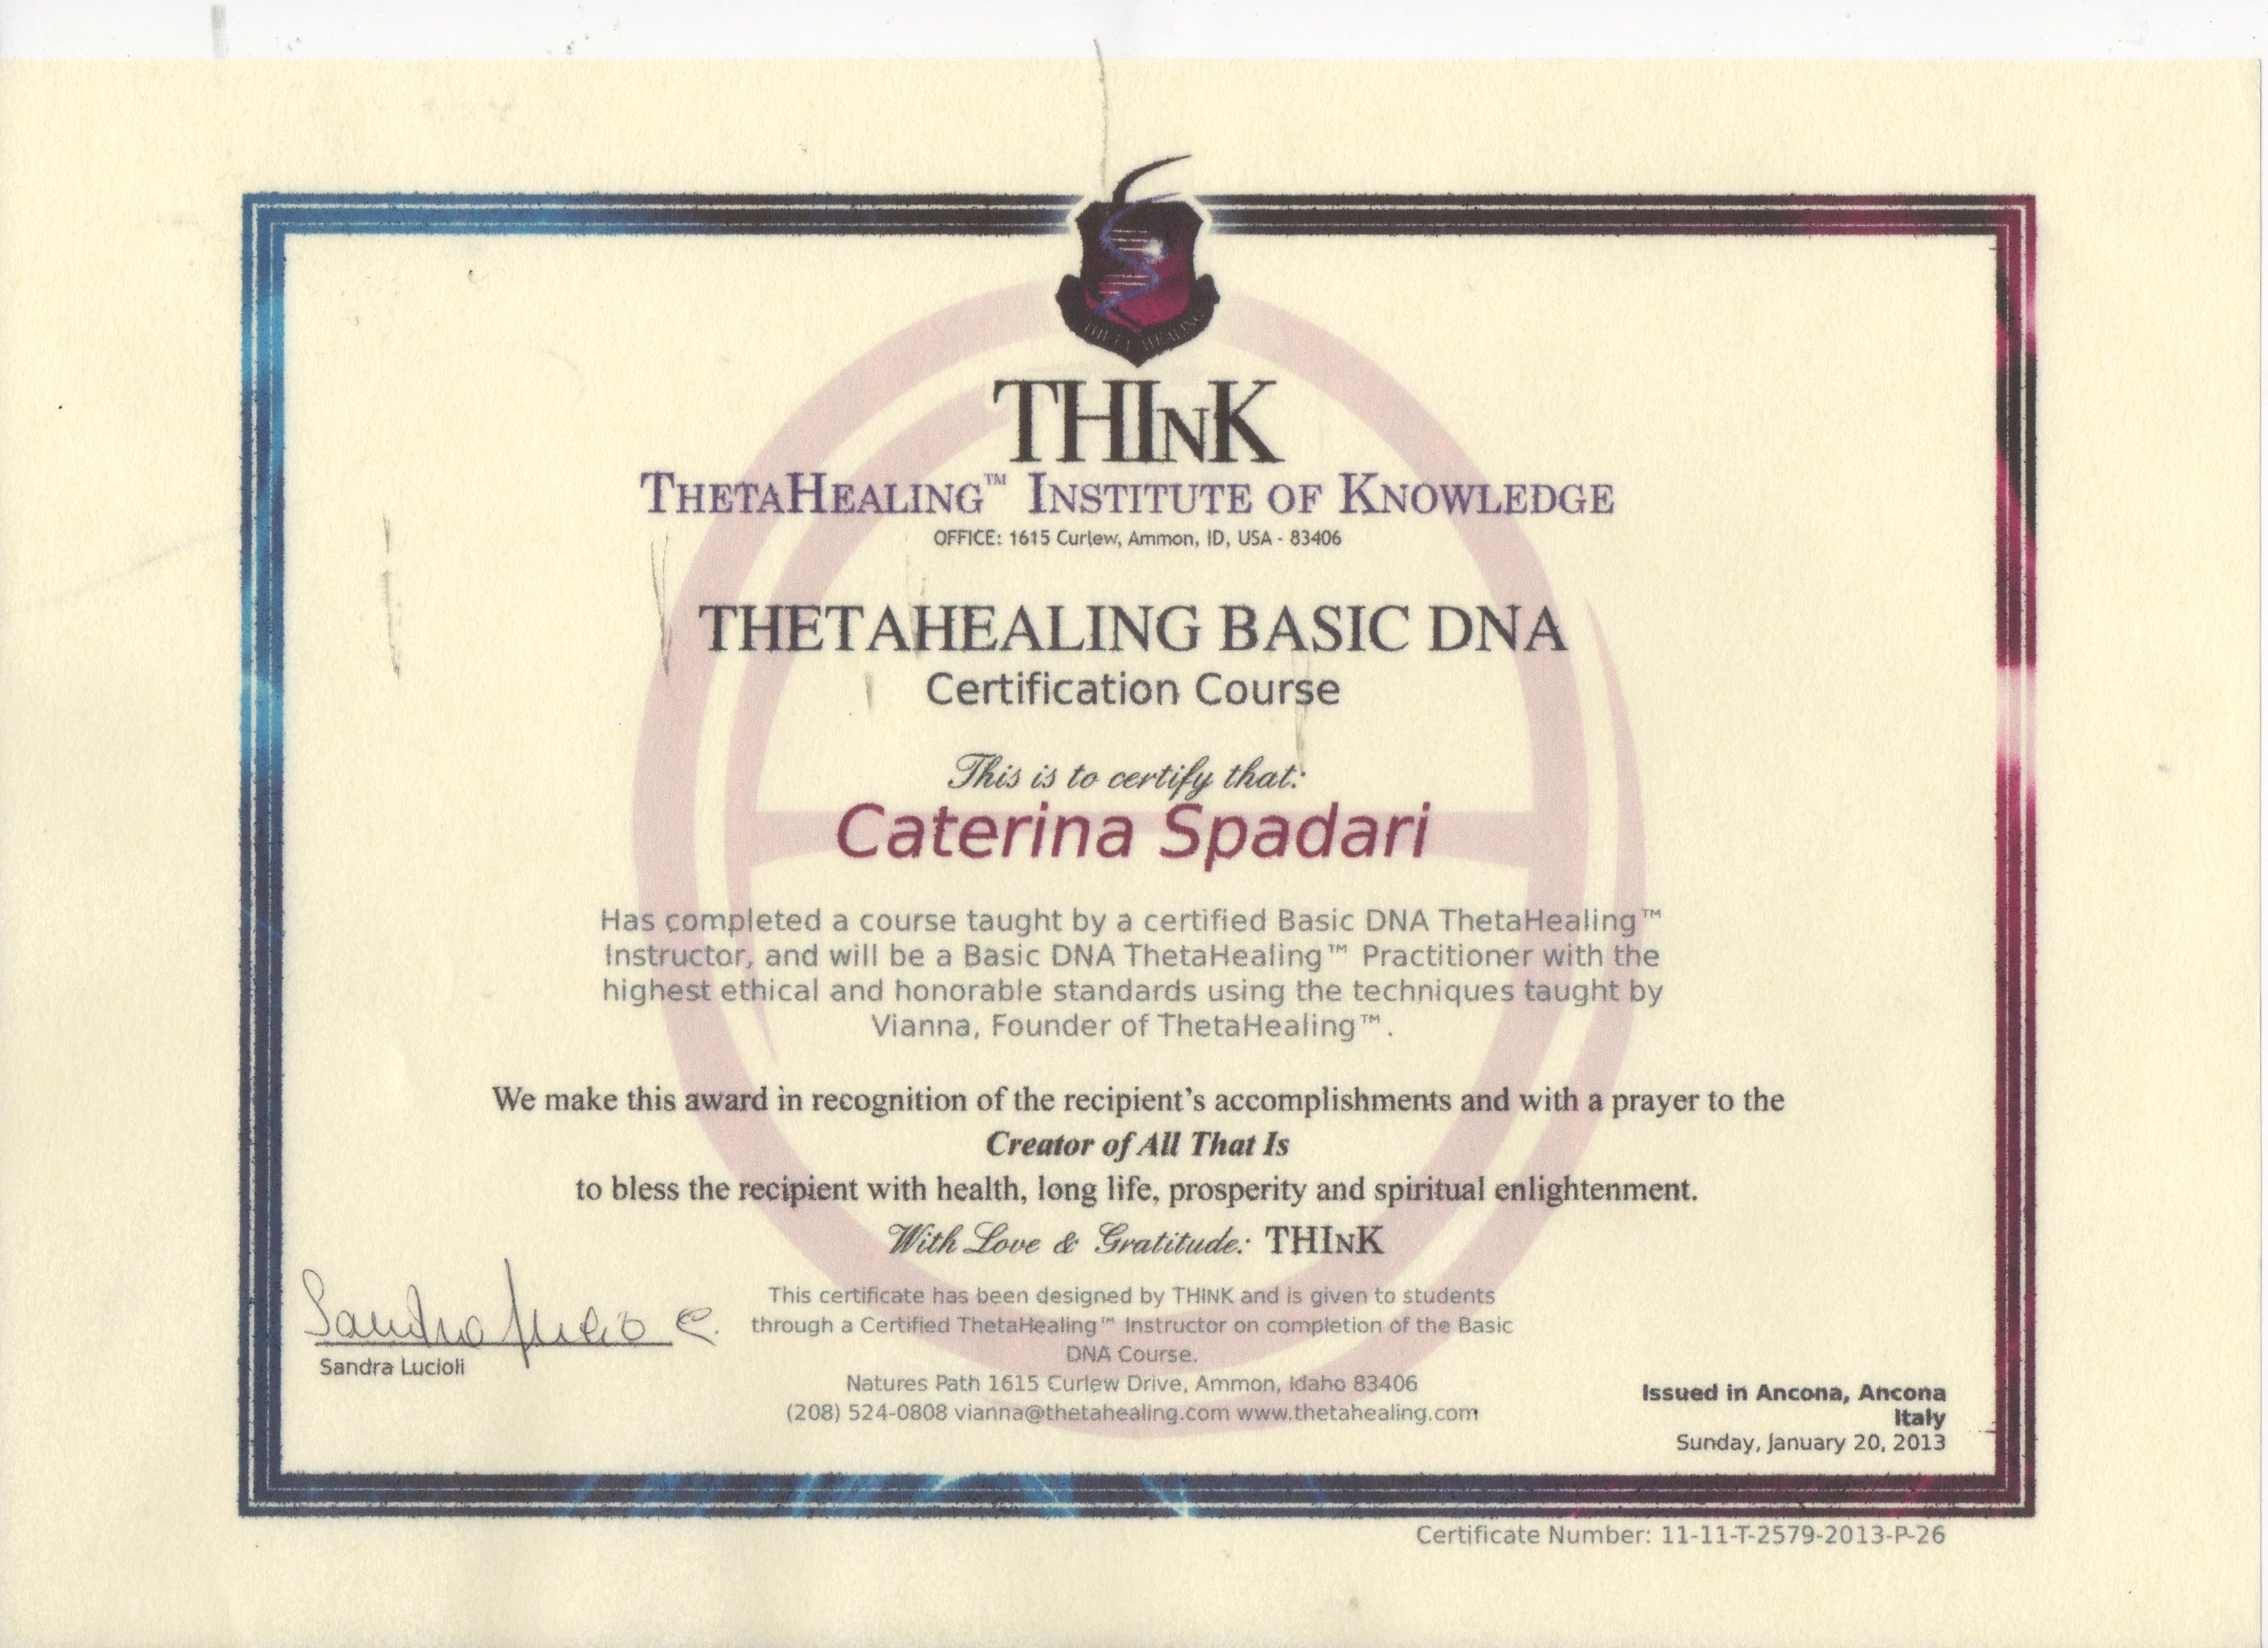 THETA HEALING
THInK
ThetaHealing™ Institute of Knowledge
OFFICE: 1615 Curlew, Ammon, ID, USA - 83406
THETAHEALING BASIC DNA
Certification Course
This is to certify that:
Caterina Spadari
Has completed a course taught by a certified Basic DNA ThetaHealing™
Instructor, and will be a Basic DNA ThetaHealing™ Practitioner with the
highest ethical and honorable standards using the techniques taught by
Vianna, Founder of ThetaHealing™.
We make this award in recognition of the recipient's accomplishments and with a prayer to the
Creator of All That Is
to bless the recipient with health, long life, prosperity and spiritual enlightenment.
With Love & Gratitude: THInK
This certificate has been designed by THINK and is given to students
through a Certified ThetaHealing™ Instructor on completion of the Basic
DNA Course.
Natures Path 1615 Curlew Drive, Ammon, Idaho 83406
(208) 524-0808 vianna@thetahealing.com www.thetahealing.com
Sandra
Sandra Lucioli
Issued in Ancona, Ancona
Italy
Sunday, January 20, 2013
Certificate Number: 11-11-T-2579-2013-P-26